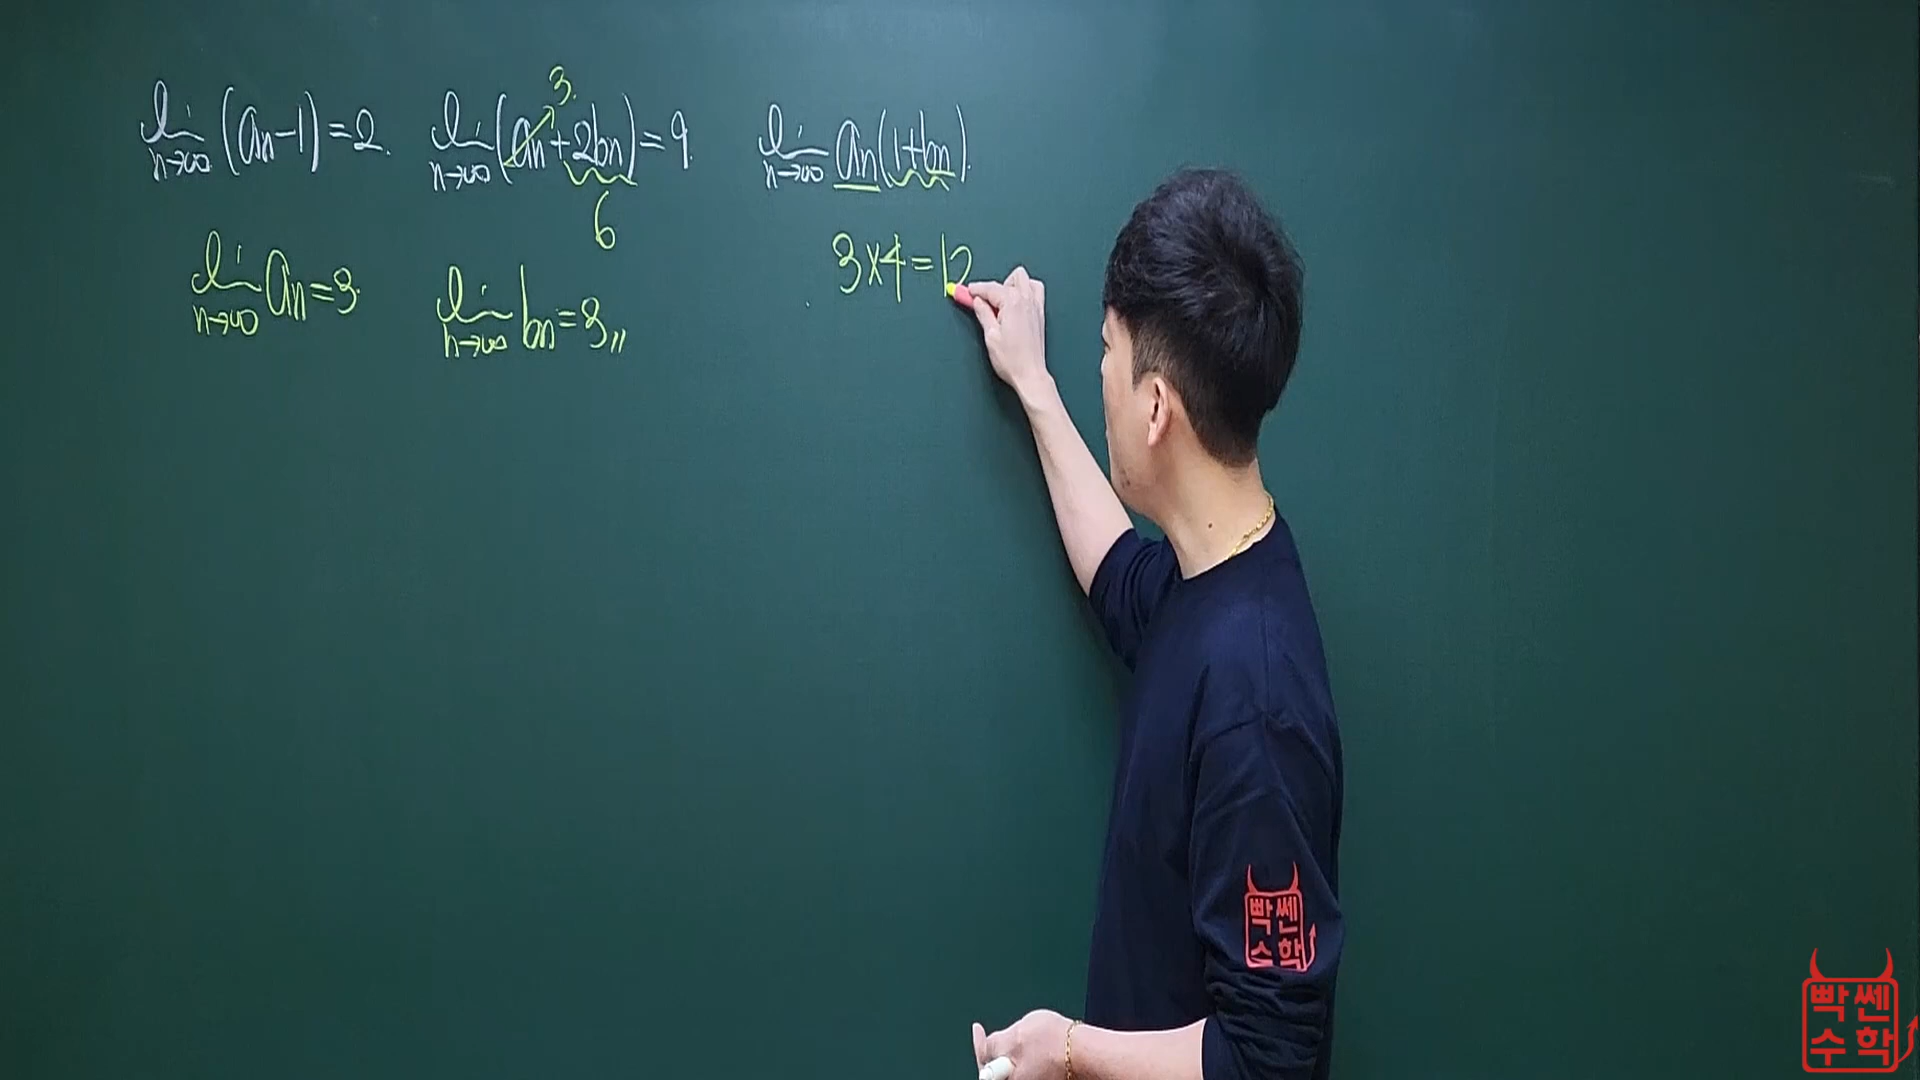 lim n→∞ (an-1)=2. lim n→∞ (an+2bn)=9. lim n→∞ an(1+bn).
3.
6
lim n→∞ an=3. lim n→∞ bn=3,,
3×4=12
빡쎈
수학
빡쎈
수학